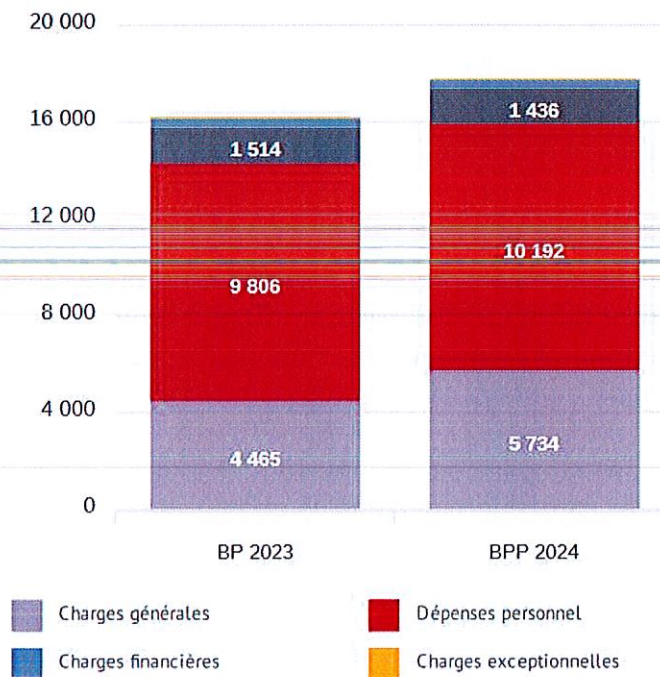 20 000
16 000
1 514
1 436
12 000
10 192
9 806
8 000
4 000
4 465
5 734
0
BP 2023
BPP 2024
Charges générales
Dépenses personnel
Charges financières
Charges exceptionnelles